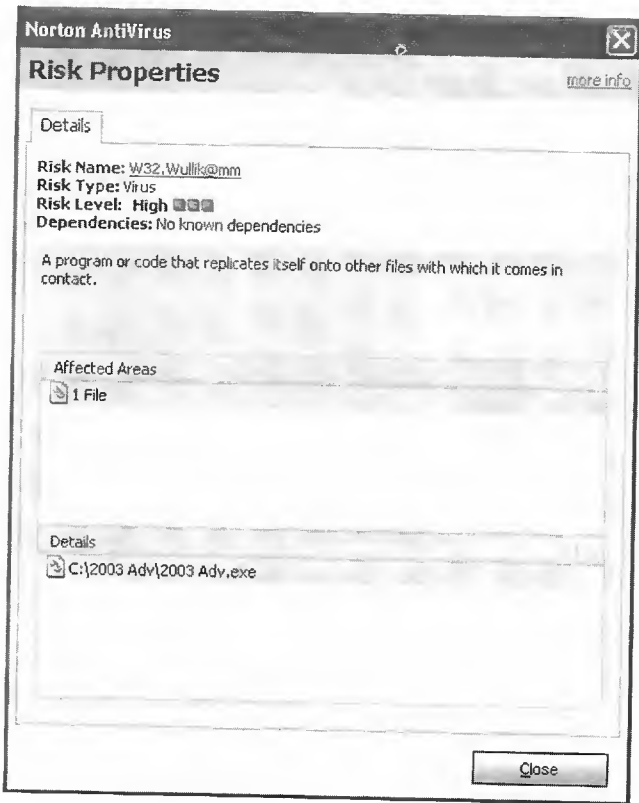 Norton AntiVirus
Risk Properties
more info
Details
Risk Name: W32.Wullik@mm
Risk Type: Virus
Risk Level: High
Dependencies: No known dependencies
A program or code that replicates itself onto other files with which it comes in
contact.
Affected Areas
1 File
Details
C:\2003 Adv\2003 Adv.exe
Close